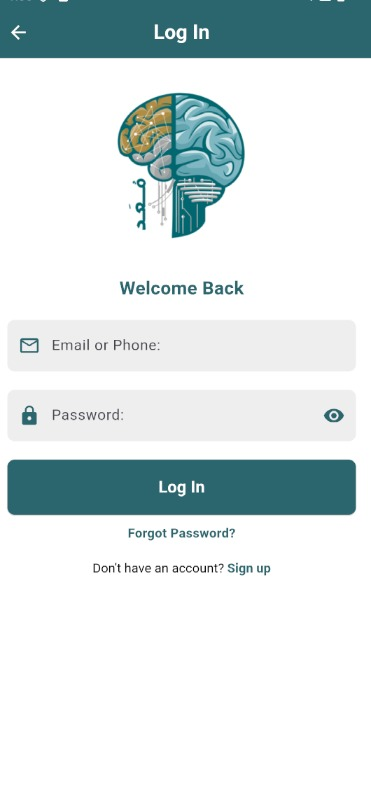 Log In
Welcome Back
Email or Phone:
Password:
Log In
Forgot Password?
Don't have an account? Sign up